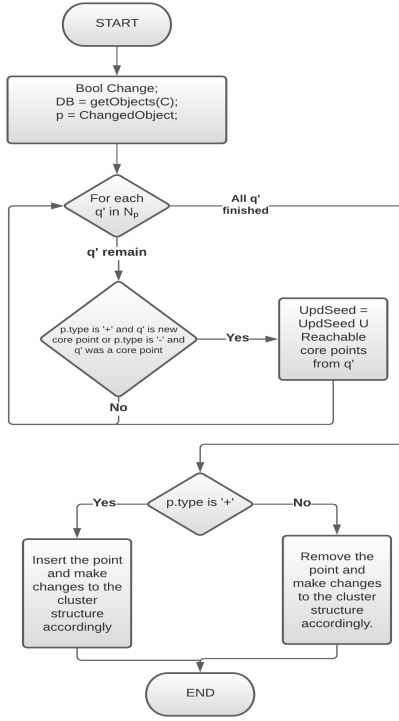 START
Bool Change;
DB = getObjects(C);
p = ChangedObject;
For each
q' in Np
All q'
finished
q' remain
p.type is '+' and q' is new
core point or p.type is '-' and
q' was a core point
Yes
UpdSeed =
UpdSeed U
Reachable
core points
from q'
No
p.type is '+'
Yes
No
Insert the point
and make
changes to the
cluster
structure
accordingly
Remove the
point and
make changes
to the cluster
structure
accordingly.
END